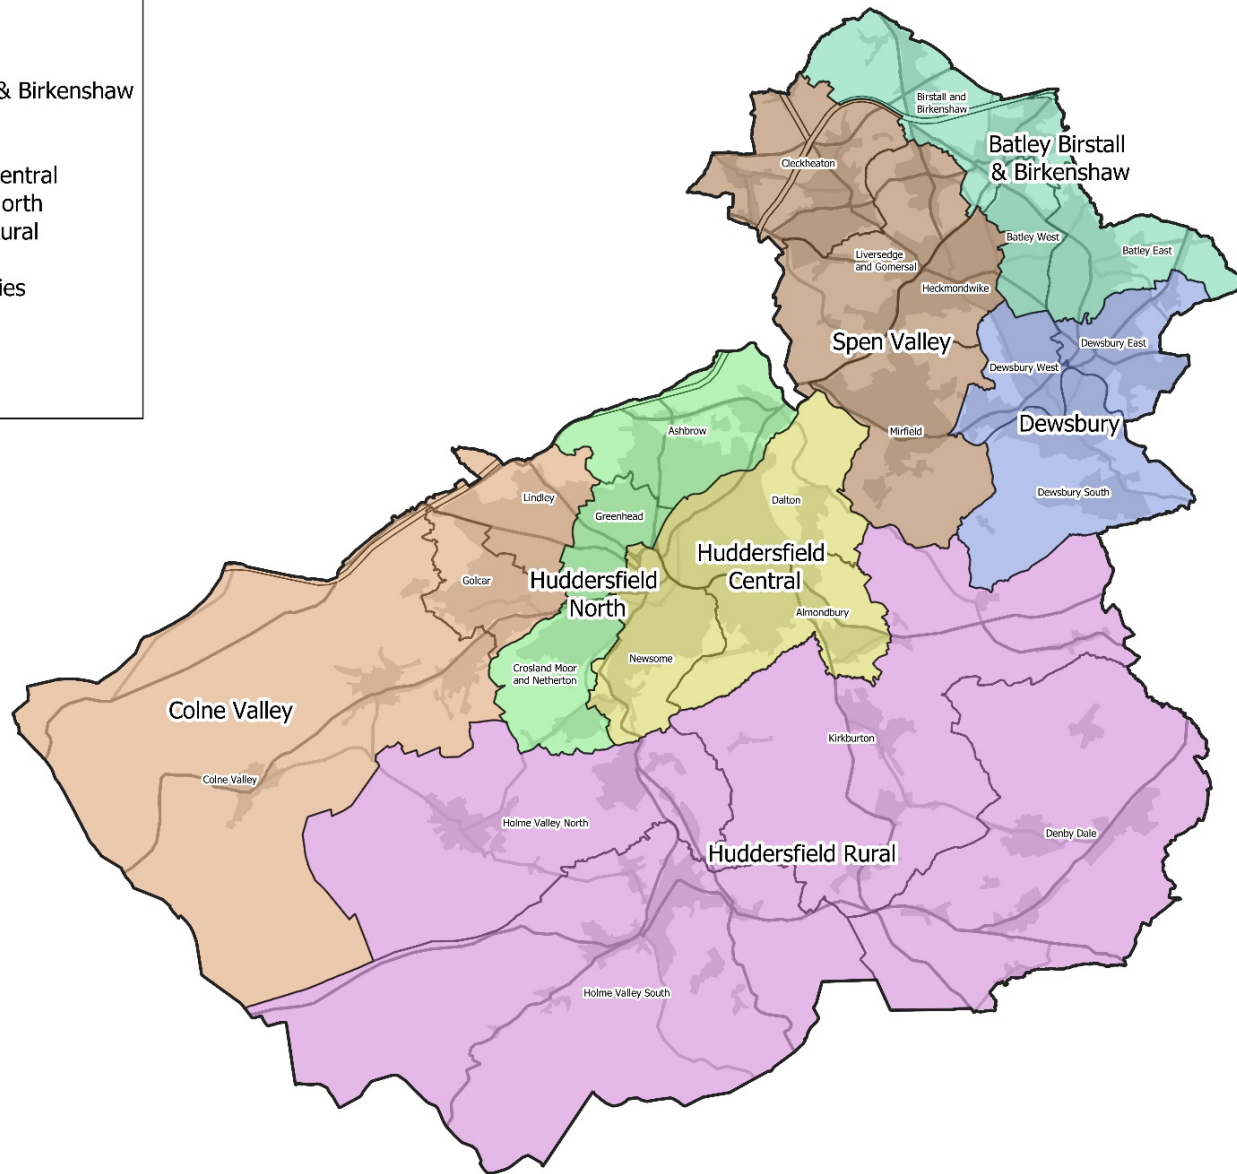 & Birkenshaw
entral
orth
ural
ies
Birstall and
Birkenshaw
Batley Birstall
& Birkenshaw
Cleckheaton
Batley West
Batley East
Liversedge
and Gomersal
Heckmondwike
Spen Valley
Dewsbury East
Dewsbury West
Dewsbury
Mirfield
Ashbrow
Dewsbury South
Lindley
Dalton
Greenhead
Huddersfield
Central
Golcar
Huddersfield
North
Almondbury
Newsome
Crosland Moor
and Netherton
Colne Valley
Kirkburton
Colne Valley
Holme Valley North
Denby Dale
Huddersfield Rural
Holme Valley South